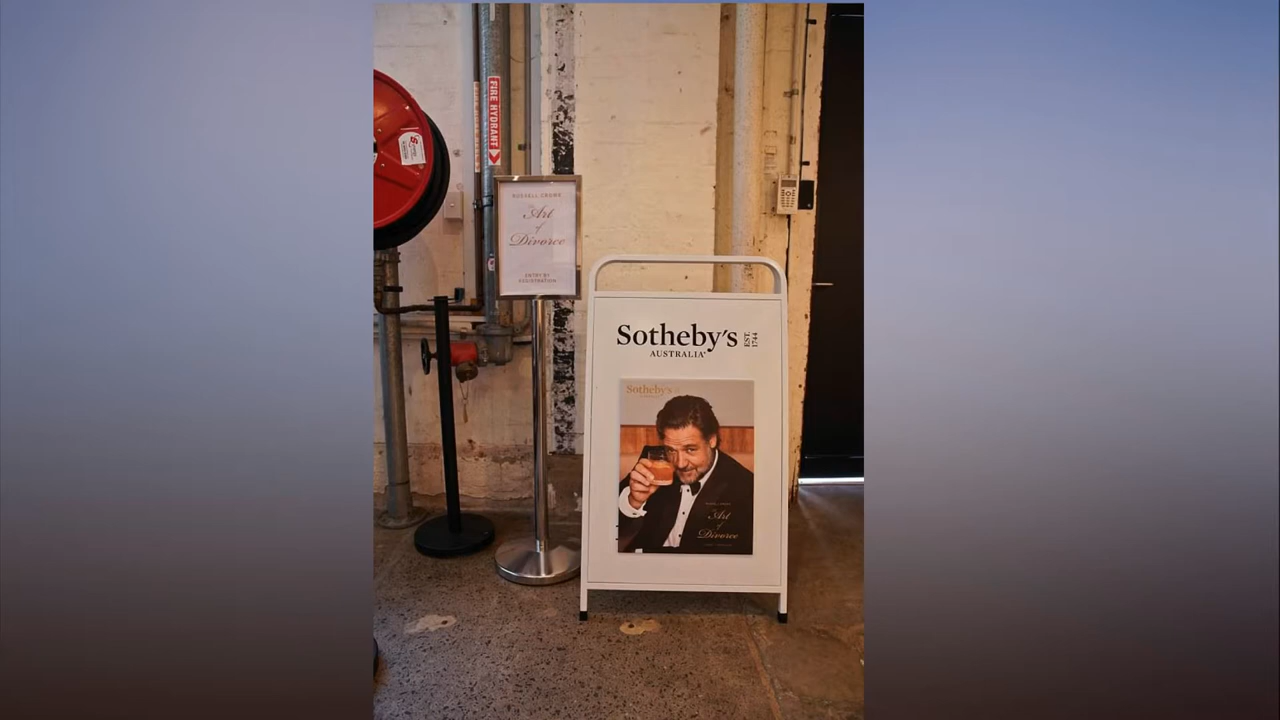 FIRE HYDRANT
RUSSELL CROWE
Art
of
Divorce
ENTRY BY
REGISTRATION
Sotheby's
EST.
1744
AUSTRALIA
Sotheby's
Art
of
Divorce